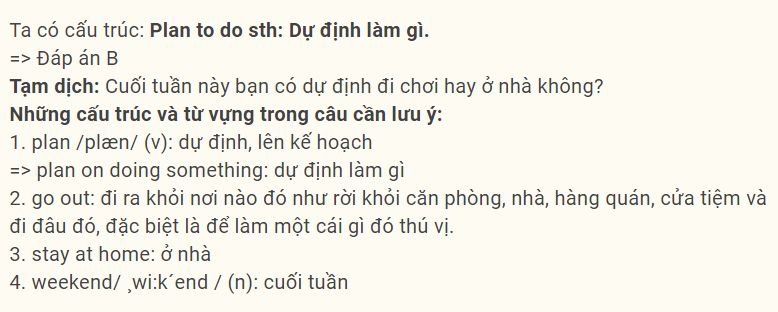 Ta có cấu trúc: Plan to do sth: Dự định làm gì.
=> Đáp án B
Tạm dịch: Cuối tuần này bạn có dự định đi chơi hay ở nhà không?
Những cấu trúc và từ vựng trong câu cần lưu ý:
1. plan /plæn/ (v): dự định, lên kế hoạch
=> plan on doing something: dự định làm gì
2. go out: đi ra khỏi nơi nào đó như rời khỏi căn phòng, nhà, hàng quán, cửa tiệm và
đi đâu đó, đặc biệt là để làm một cái gì đó thú vị.
3. stay at home: ở nhà
4. weekend/ ¸wi:k´end / (n): cuối tuần